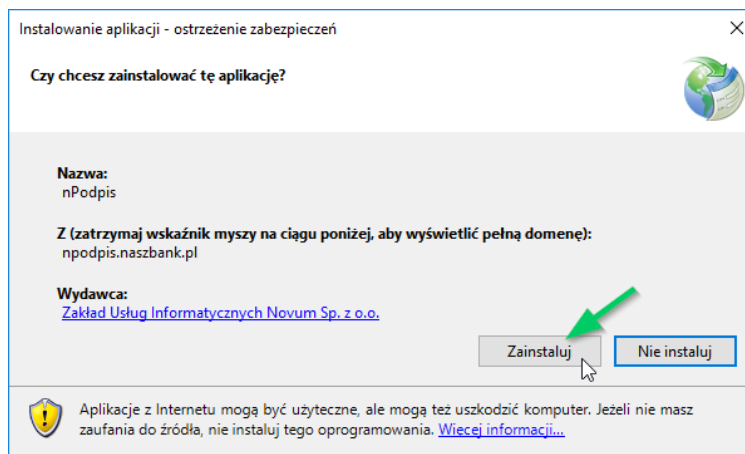 Instalowanie aplikacji - ostrzeżenie zabezpieczeń
Czy chcesz zainstalować tę aplikację?
Nazwa:
nPodpis
Z (zatrzymaj wskaźnik myszy na ciągu poniżej, aby wyświetlić pełną domenę):
npodpis.naszbank.pl
Wydawca:
Zakład Usług Informatycznych Novum Sp. z o.o.
Zainstaluj
Nie instaluj
Aplikacje z Internetu mogą być użyteczne, ale mogą też uszkodzić komputer. Jeżeli nie masz
zaufania do źródła, nie instaluj tego oprogramowania. Więcej informacji...